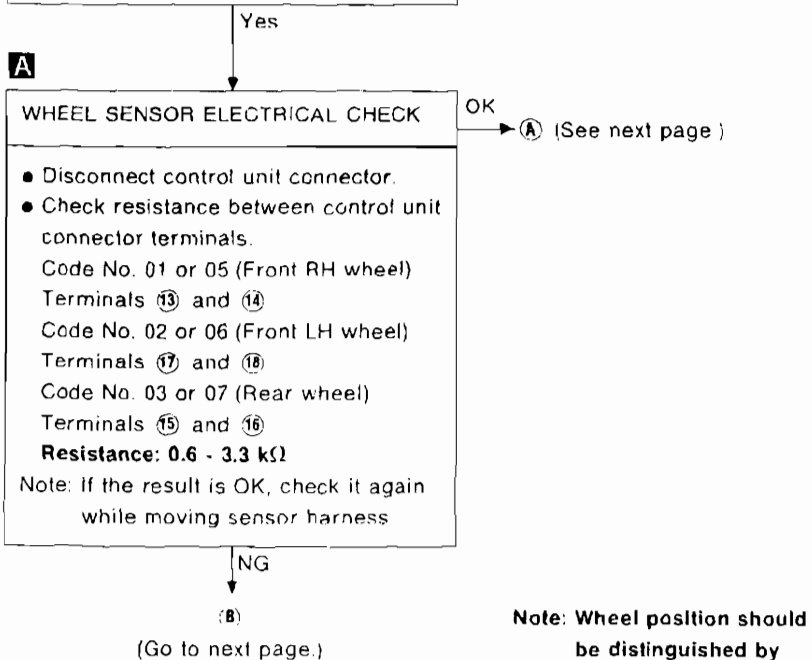 Yes
A
WHEEL SENSOR ELECTRICAL CHECK
OK
Ⓐ (See next page )
● Disconnect control unit connector.
● Check resistance between control unit
connector terminals.
Code No. 01 or 05 (Front RH wheel)
Terminals ⑬ and ⑭
Code No. 02 or 06 (Front LH wheel)
Terminals ⑰ and ⑱
Code No. 03 or 07 (Rear wheel)
Terminals ⑮ and ⑯
Resistance: 0.6 - 3.3 kΩ
Note: If the result is OK, check it again
while moving sensor harness
NG
Ⓑ
(Go to next page.)
Note: Wheel position should
be distinguished by